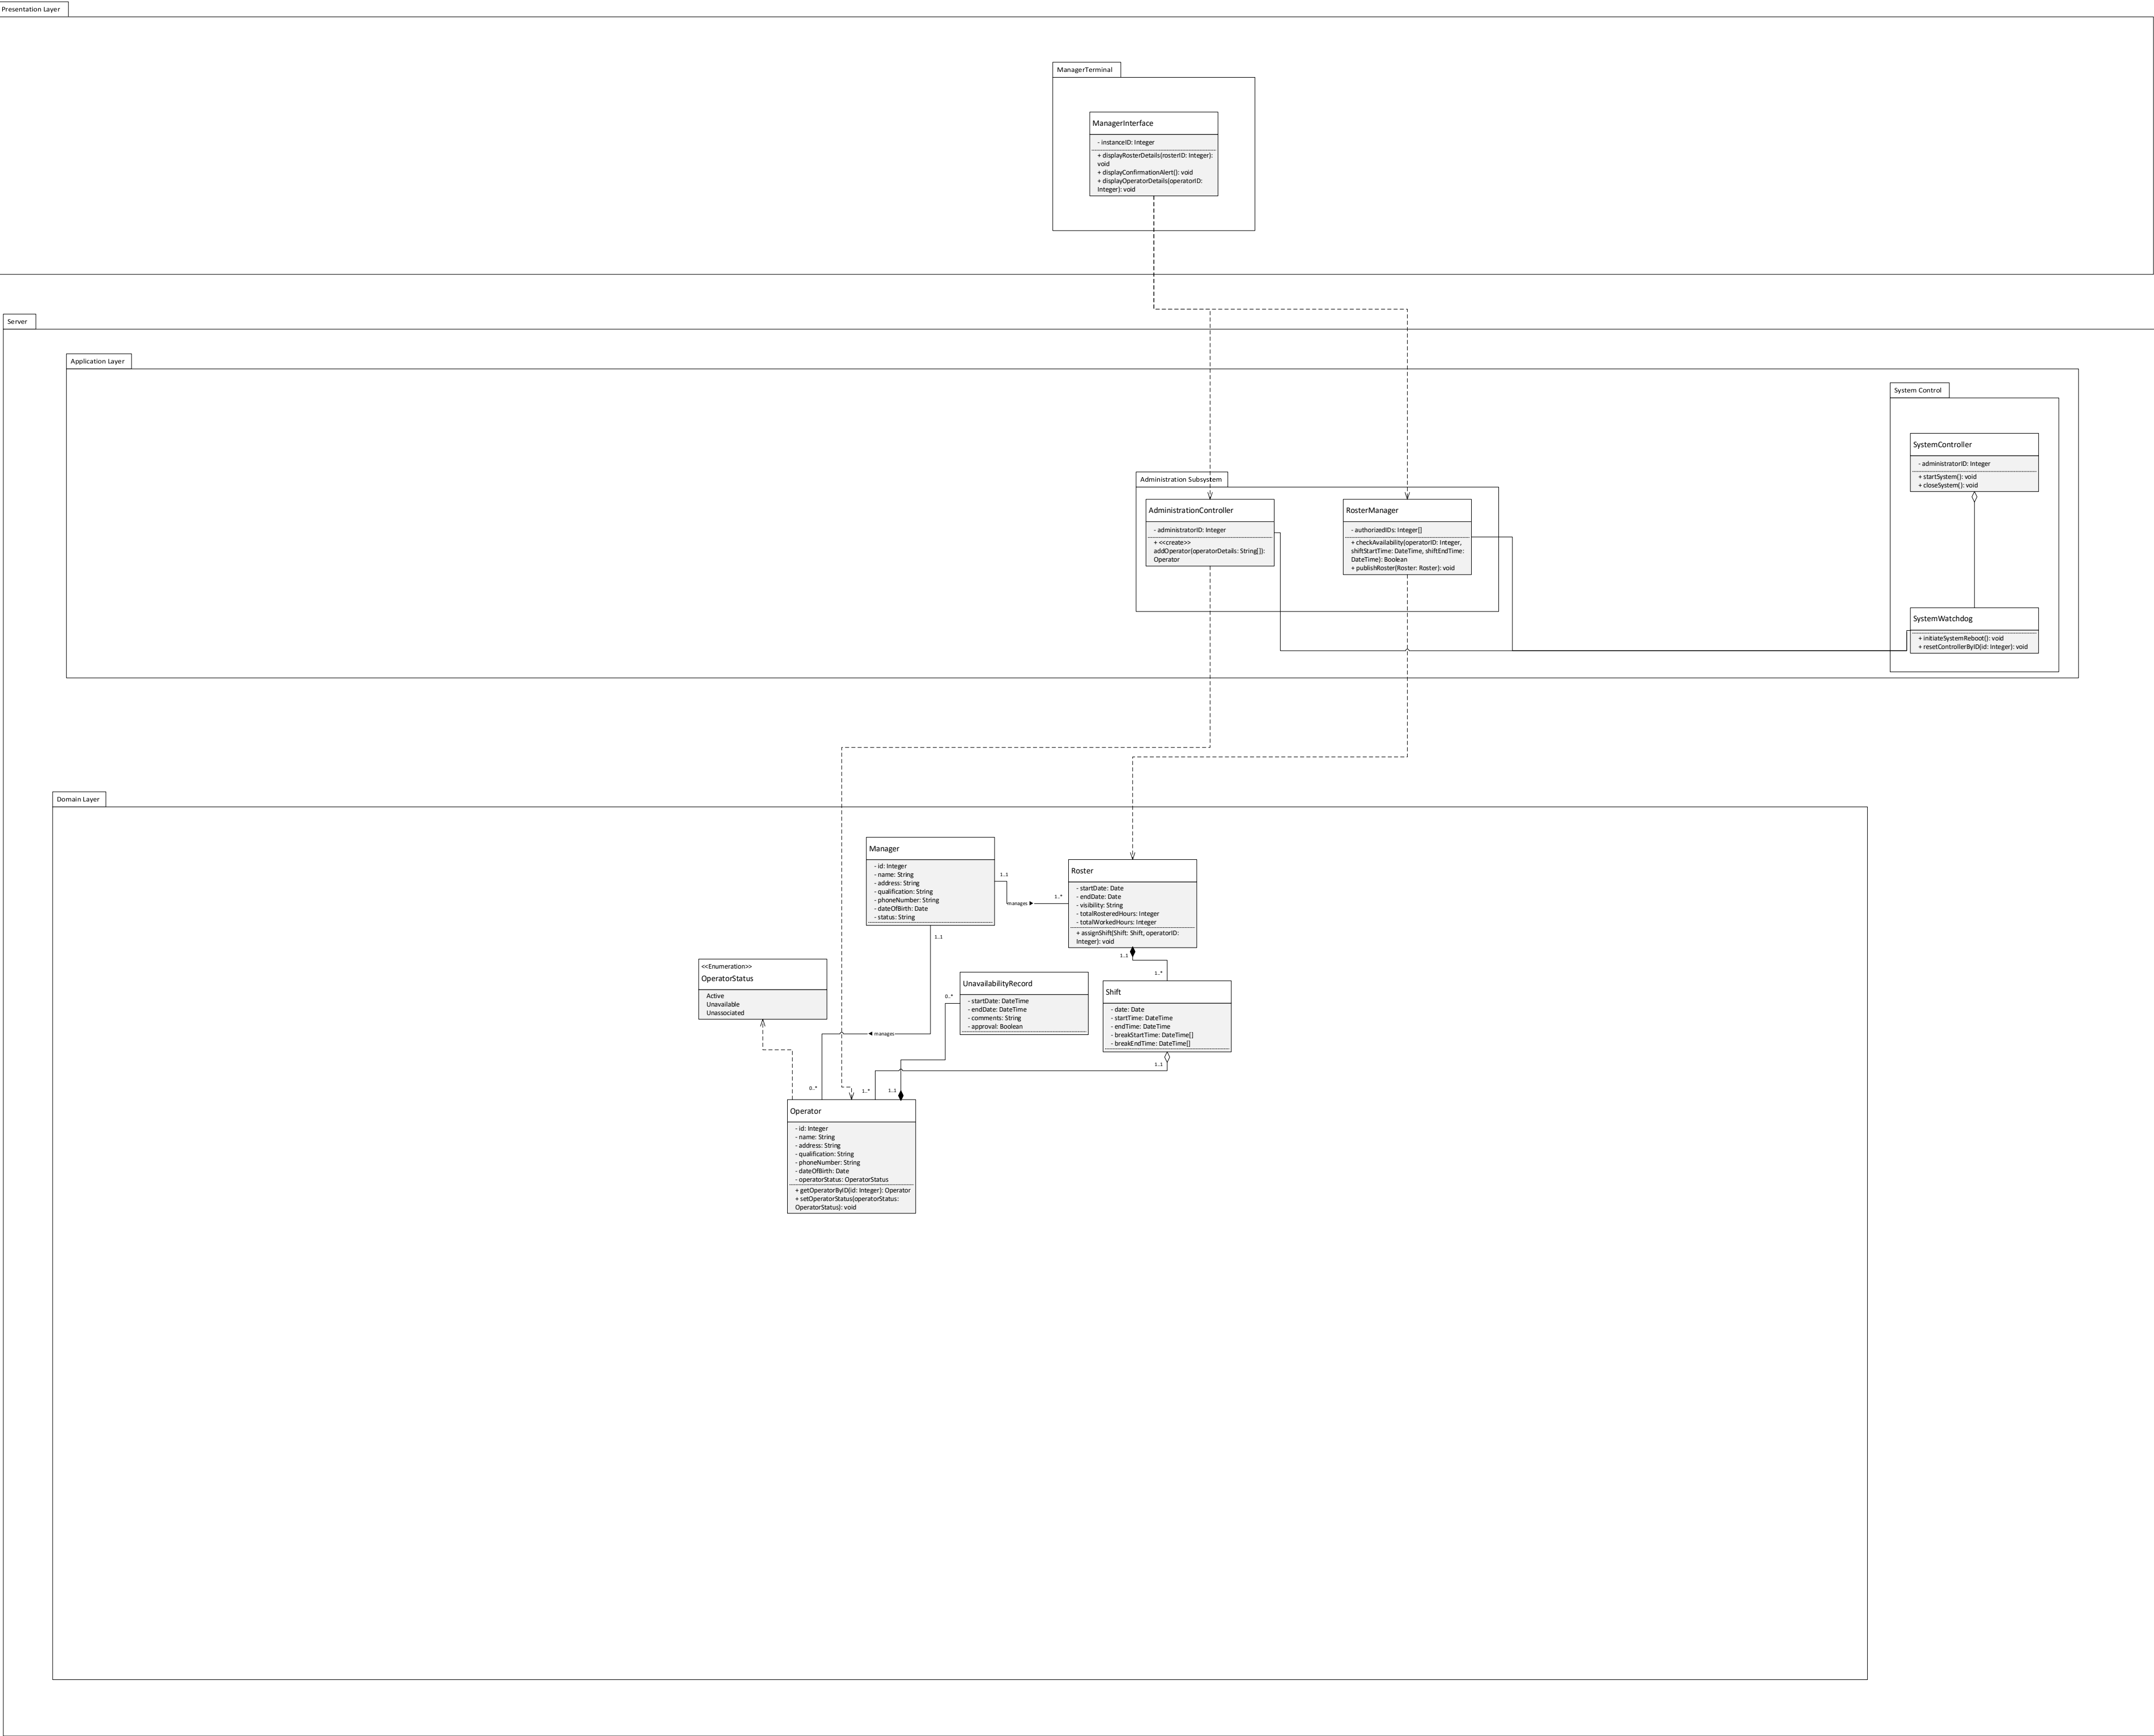 Presentation Layer
ManagerTerminal
ManagerInterface
- instanceID: Integer
+ displayRosterDetails(rosterID: Integer):
void
+ displayConfirmationAlert(): void
+ displayOperatorDetails(operatorID:
Integer): void
Server
Application Layer
System Control
SystemController
- administratorID: Integer
+ startSystem(): void
+ closeSystem(): void
Administration Subsystem
AdministrationController
- administratorID: Integer
+ <<create>>
addOperator(operatorDetails: String[]):
Operator
RosterManager
- authorizedIDs: Integer[]
+ checkAvailability(operatorID: Integer,
shiftStartTime: DateTime, shiftEndTime:
DateTime): Boolean
+ publishRoster(Roster: Roster): void
SystemWatchdog
+ initiateSystemReboot(): void
+ resetControllerByID(id: Integer): void
Domain Layer
Manager
- id: Integer
- name: String
- address: String
- qualification: String
- phoneNumber: String
- dateOfBirth: Date
- status: String
1..1
manages ►
1..*
Roster
- startDate: Date
- endDate: Date
- visibility: String
- totalRosteredHours: Integer
- totalWorkedHours: Integer
+ assignShift(Shift: Shift, operatorID:
Integer): void
1..1
1..1
1..*
<<Enumeration>>
OperatorStatus
Active
Unavailable
Unassociated
0..*
UnavailabilityRecord
- startDate: DateTime
- endDate: DateTime
- comments: String
- approval: Boolean
Shift
- date: Date
- startTime: DateTime
- endTime: DateTime
- breakStartTime: DateTime[]
- breakEndTime: DateTime[]
◄ manages
1..1
0..*
1..*
1..1
Operator
- id: Integer
- name: String
- address: String
- qualification: String
- phoneNumber: String
- dateOfBirth: Date
- operatorStatus: OperatorStatus
+ getOperatorByID(id: Integer): Operator
+ setOperatorStatus(operatorStatus:
OperatorStatus): void